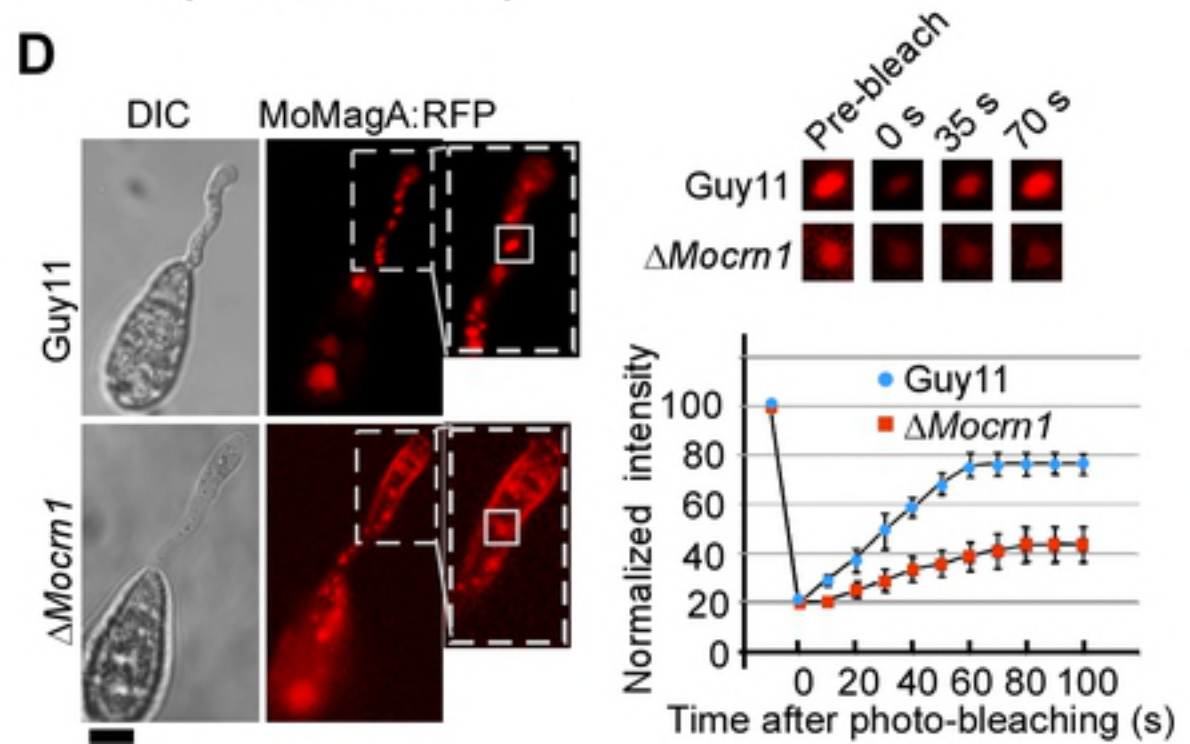 D
DIC
MoMagA:RFP
Guy11
ΔMocrn1
Pre-bleach
0 s
35 s
70 s
Guy11
ΔMocrn1
Normalized intensity
100
80
60
40
20
0
Guy11
ΔMocrn1
0 20 40 60 80 100
Time after photo-bleaching (s)